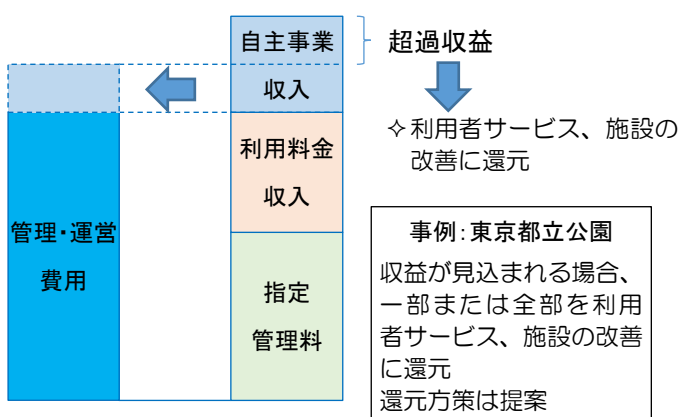 自主事業
収入
超過収益
✧利用者サービス、施設の
改善に還元
利用料金
収入
管理・運営
費用
指定
管理料
事例：東京都立公園
収益が見込まれる場合、
一部または全部を利用
者サービス、施設の改善
に還元
還元方策は提案